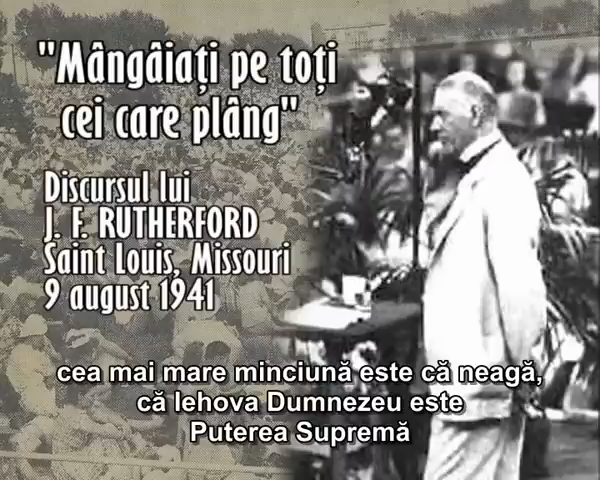 "Mângâiați pe toți
cei care plâng"
Discursul lui
J. F. RUTHERFORD
Saint Louis, Missouri
9 august 1941
cea mai mare minciună este că neagă,
că Iehova Dumnezeu este
Puterea Supremă